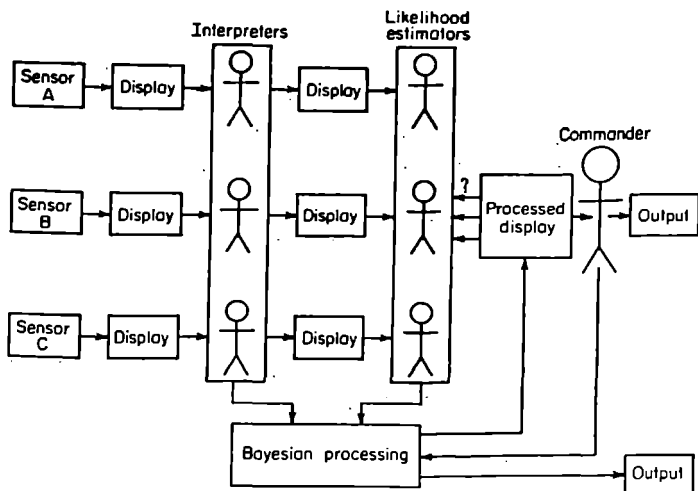 Interpreters
Likelihood
estimators
Sensor
A
Display
Display
Commander
?
Sensor
B
Display
Display
Processed
display
Output
Sensor
C
Display
Display
Bayesian processing
Output